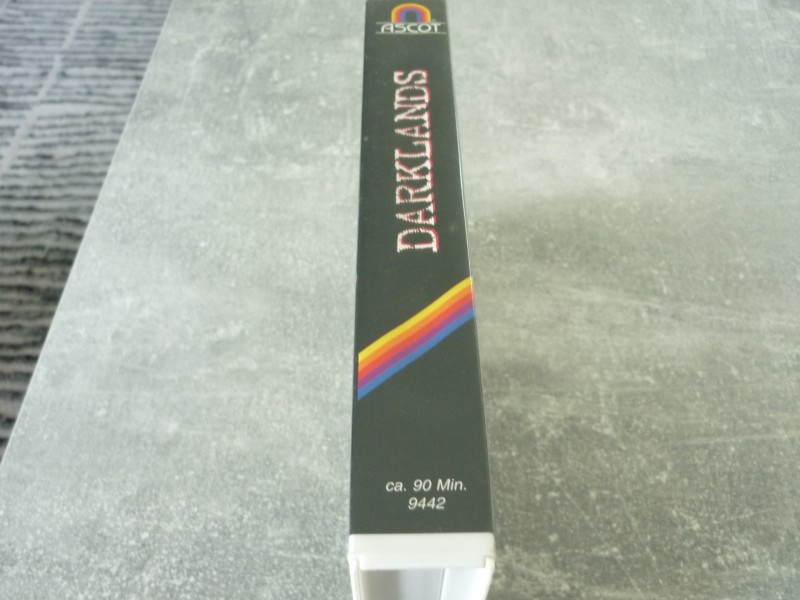 ASCOT
DARKLANDS
ca. 90 Min.
9442